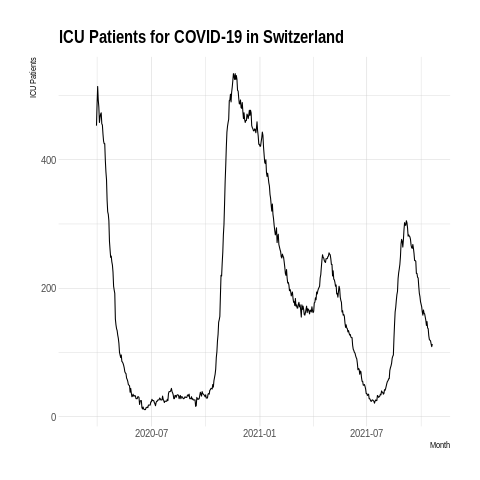 ICU Patients for COVID-19 in Switzerland
ICU Patients
400
200
0
2020-07
2021-01
2021-07
Month